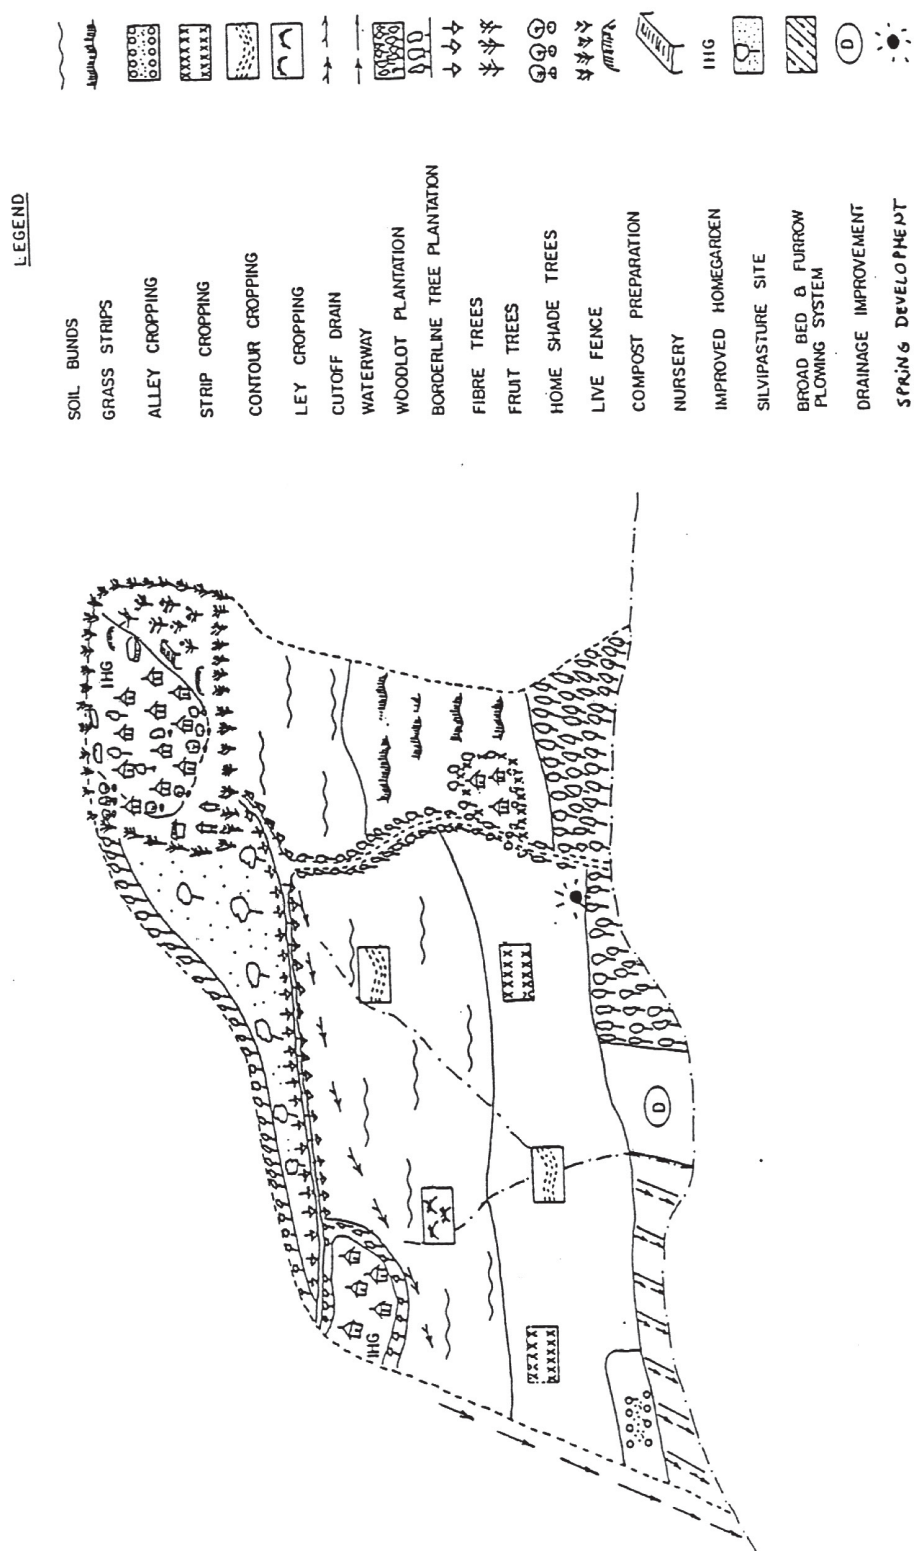 LEGEND
SOIL BUNDS
GRASS STRIPS
ALLEY CROPPING
STRIP CROPPING
CONTOUR CROPPING
LEY CROPPING
CUTOFF DRAIN
WATERWAY
WOODLOT PLANTATION
BORDERLINE TREE PLANTATION
FIBRE TREES
FRUIT TREES
HOME SHADE TREES
LIVE FENCE
COMPOST PREPARATION
NURSERY
IMPROVED HOMEGARDEN
IHG
SILVIPASTURE SITE
BROAD BED & FURROW
PLOWING SYSTEM
DRAINAGE IMPROVEMENT
D
SPRING DEVELOPMENT
IHG
IHG
D